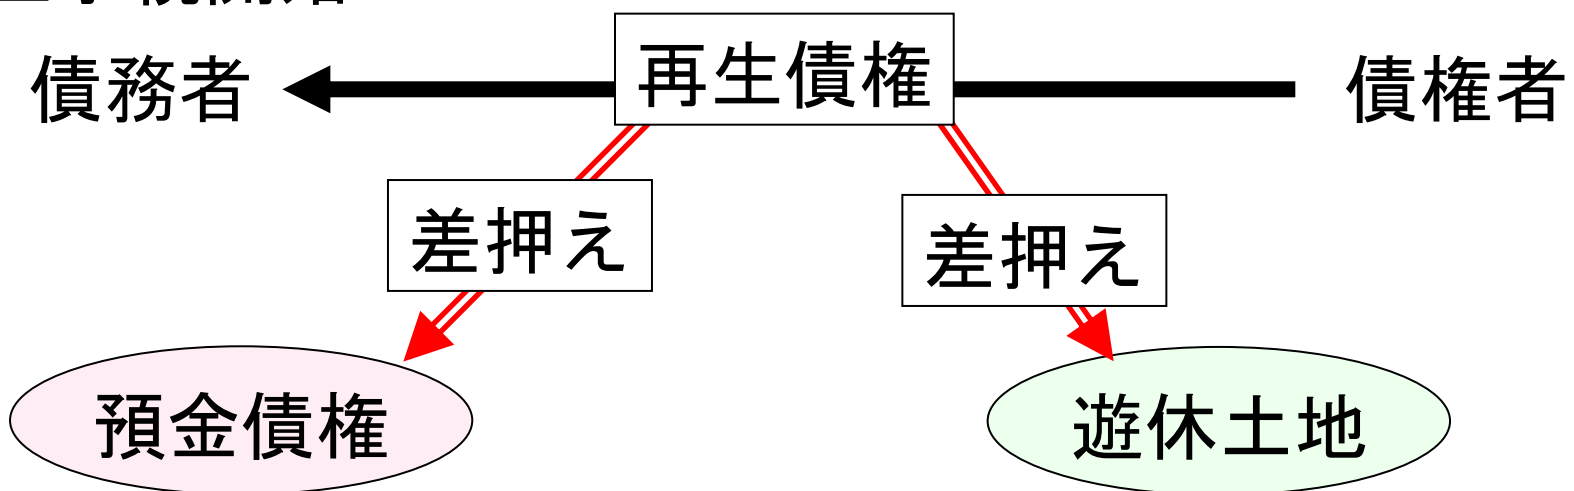 債務者 再生債権 債権者
差押え 差押え
預金債権 遊休土地